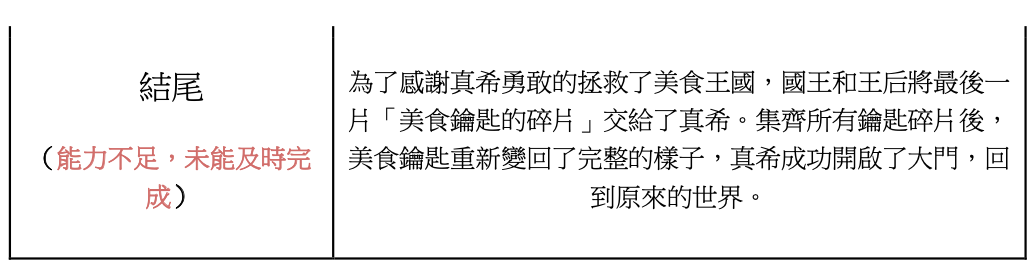 結尾
（能力不足，未能及時完
成）
為了感謝真希勇敢的拯救了美食王國，國王和王后將最後一
片「美食鑰匙的碎片」交給了真希。集齊所有鑰匙碎片後，
美食鑰匙重新變回了完整的樣子，真希成功開啟了大門，回
到原來的世界。